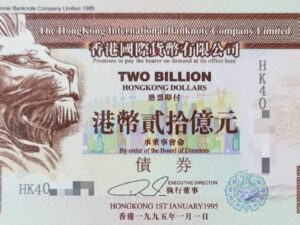 ional Banknote Company Limited 1995
The Hongkong International Banknote Company Limited
香港國際貨幣有限公司
Promises to pay the bearer on demand at its office here
TWO BILLION
HONGKONG DOLLARS
憑票即付
港幣貳拾億元
承董事會命
By order of the Board of Directors
債券
HK40
HK40
EXECUTIVE DIRECTOR
執行董事
HONGKONG 1ST JANUARY 1995
香港一九九五年一月一日